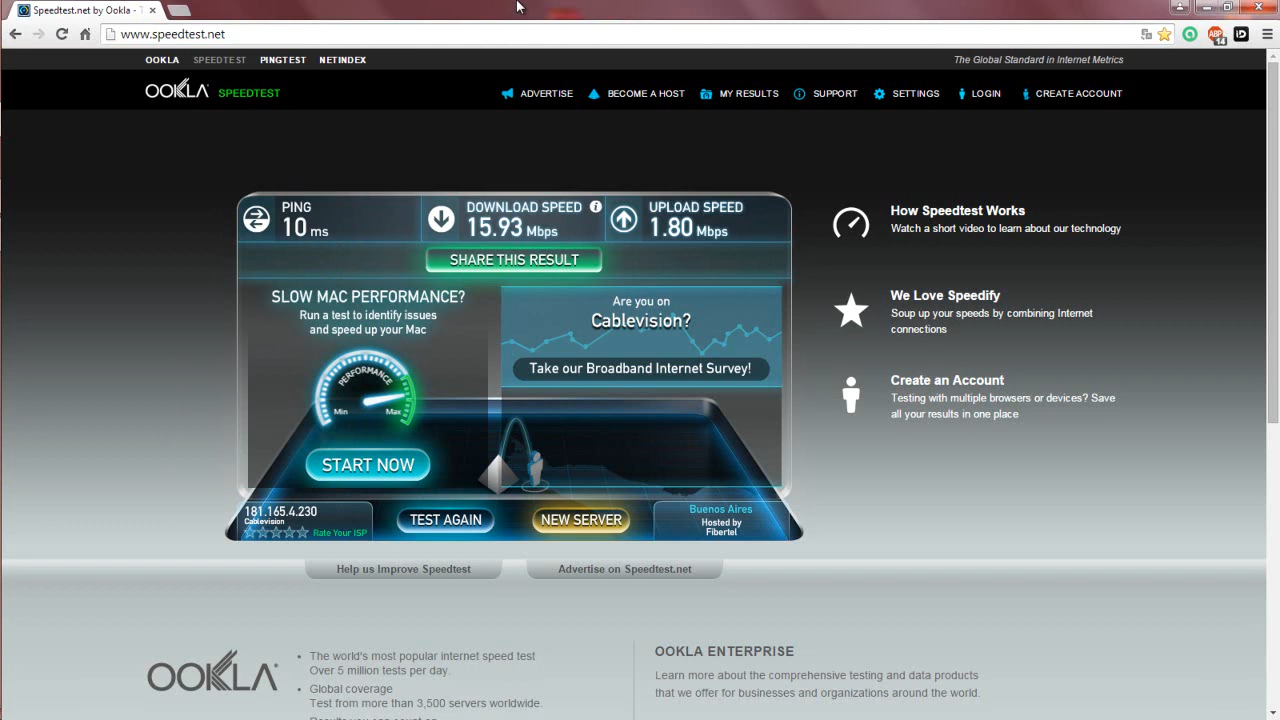 Speedtest.net by Ookla - T
www.speedtest.net
ABP
14
OOKLA SPEEDTEST PINGTEST NETINDEX
The Global Standard in Internet Metrics
OOKLA SPEEDTEST
ADVERTISE BECOME A HOST MY RESULTS SUPPORT SETTINGS LOGIN CREATE ACCOUNT
PING
10 ms
DOWNLOAD SPEED
15.93 Mbps
UPLOAD SPEED
1.80 Mbps
SHARE THIS RESULT
SLOW MAC PERFORMANCE?
Run a test to identify issues
and speed up your Mac
PERFORMANCE
Min Max
START NOW
Are you on
Cablevision?
Take our Broadband Internet Survey!
181.165.4.230
Cablevision
Rate Your ISP
TEST AGAIN
NEW SERVER
Buenos Aires
Hosted by
Fibertel
How Speedtest Works
Watch a short video to learn about our technology
We Love Speedify
Soup up your speeds by combining Internet
connections
Create an Account
Testing with multiple browsers or devices? Save
all your results in one place
Help us Improve Speedtest
Advertise on Speedtest.net
OOKLA
• The world's most popular internet speed test
Over 5 million tests per day.
• Global coverage
Test from more than 3,500 servers worldwide.
OOKLA ENTERPRISE
Learn more about the comprehensive testing and data products
that we offer for businesses and organizations around the world.